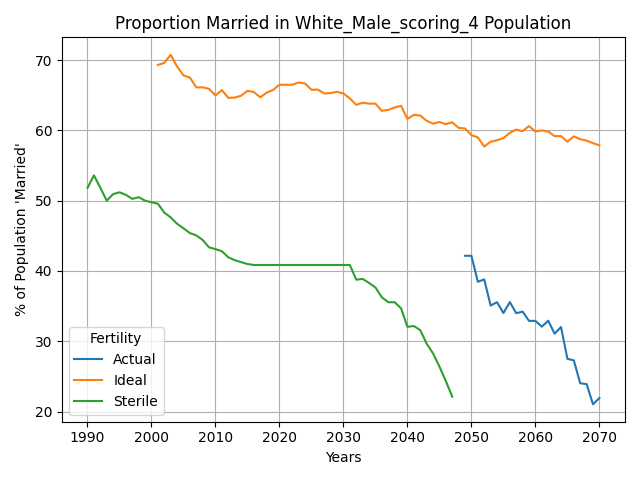 Proportion Married in White_Male_scoring_4 Population
% of Population 'Married'
70
60
50
40
30
20
Fertility
Actual
Ideal
Sterile
1990 2000 2010 2020 2030 2040 2050 2060 2070
Years